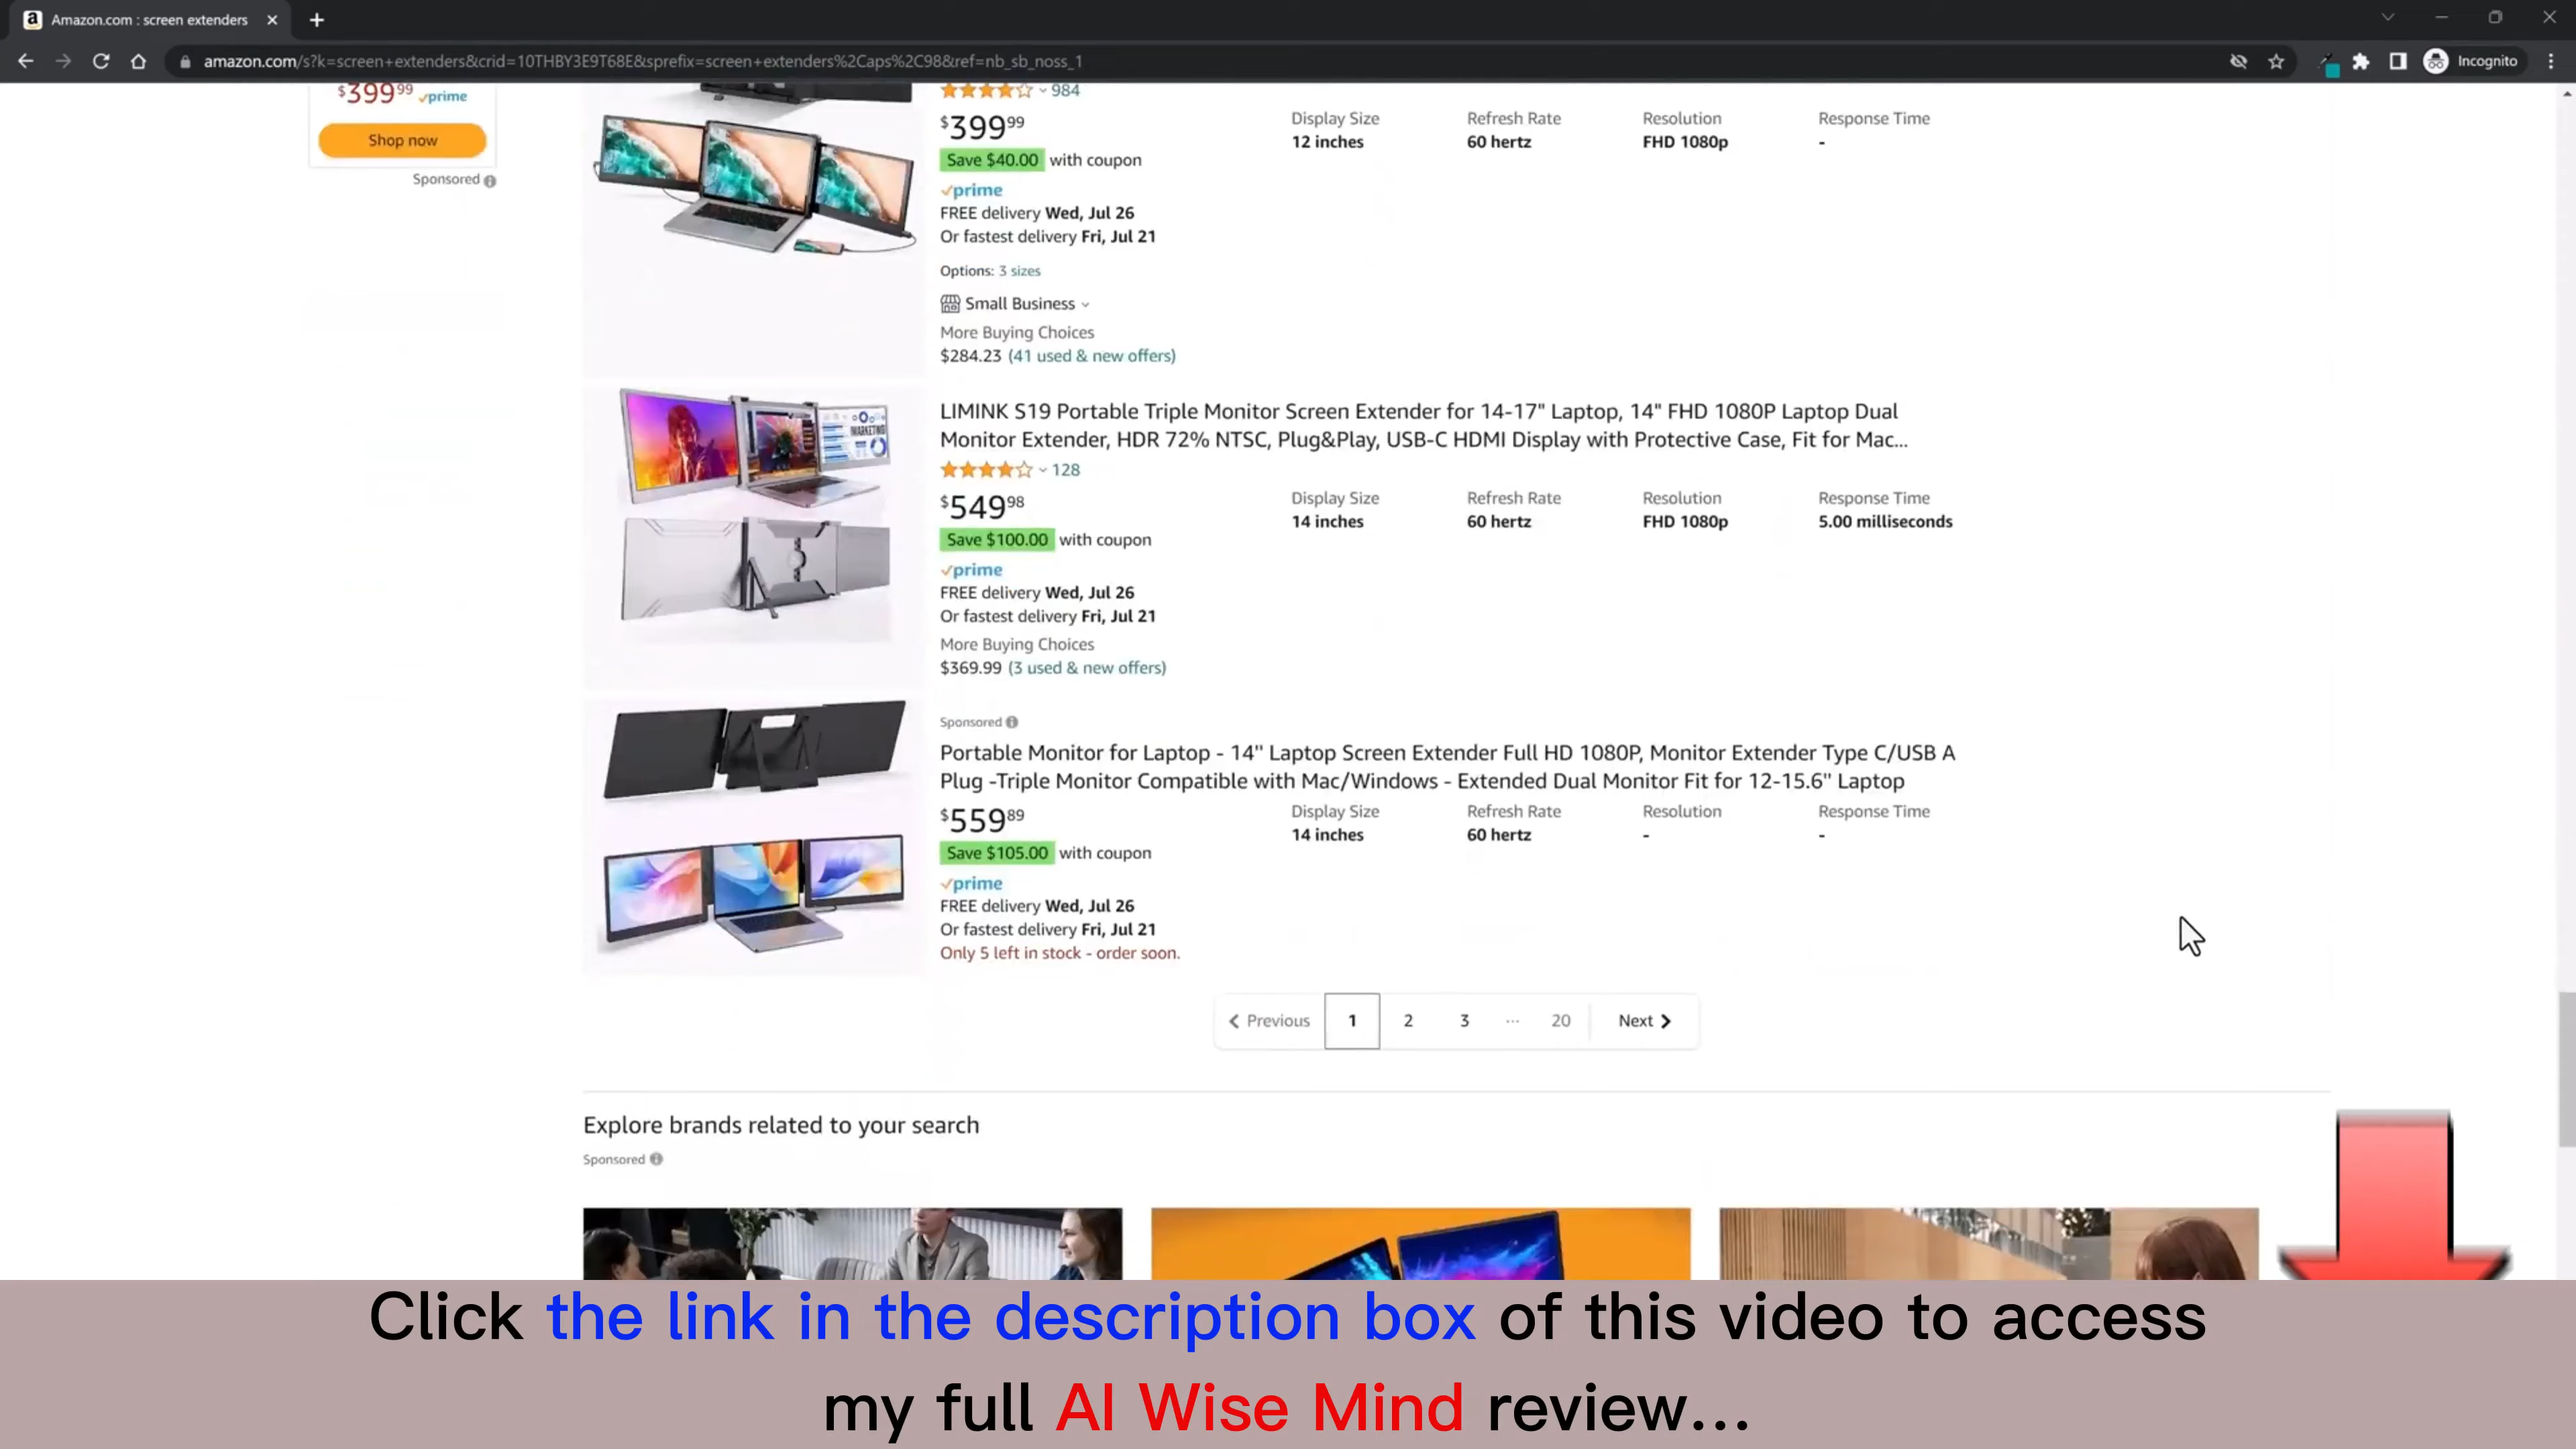 Amazon.com : screen extenders
amazon.com/s?k=screen+extenders&crid=10THBY3E9T68E&sprefix=screen+extenders%2Caps%2C98&ref=nb_sb_noss_1
Incognito
$399 99 prime
Shop now
Sponsored
984
$399 99
Save $40.00 with coupon
prime
FREE delivery Wed, Jul 26
Or fastest delivery Fri, Jul 21
Options: 3 sizes
Small Business
More Buying Choices
$284.23 (41 used & new offers)
Display Size Refresh Rate Resolution Response Time
12 inches 60 hertz FHD 1080p -
MARKETING
LIMINK S19 Portable Triple Monitor Screen Extender for 14-17" Laptop, 14" FHD 1080P Laptop Dual
Monitor Extender, HDR 72% NTSC, Plug&Play, USB-C HDMI Display with Protective Case, Fit for Mac...
128
$549 98
Save $100.00 with coupon
prime
FREE delivery Wed, Jul 26
Or fastest delivery Fri, Jul 21
More Buying Choices
$369.99 (3 used & new offers)
Display Size Refresh Rate Resolution Response Time
14 inches 60 hertz FHD 1080p 5.00 milliseconds
Sponsored
Portable Monitor for Laptop - 14'' Laptop Screen Extender Full HD 1080P, Monitor Extender Type C/USB A
Plug -Triple Monitor Compatible with Mac/Windows - Extended Dual Monitor Fit for 12-15.6'' Laptop
$559 89
Save $105.00 with coupon
prime
FREE delivery Wed, Jul 26
Or fastest delivery Fri, Jul 21
Only 5 left in stock - order soon.
Display Size Refresh Rate Resolution Response Time
14 inches 60 hertz - -
Previous 1 2 3 ... 20 Next
Explore brands related to your search
Sponsored
Click the link in the description box of this video to access
my full AI Wise Mind review...